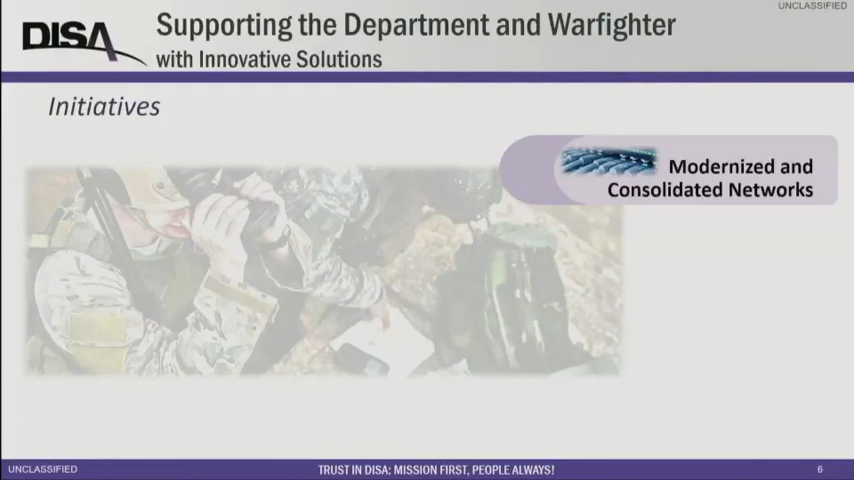 UNCLASSIFIED
DISA
Supporting the Department and Warfighter
with Innovative Solutions
Initiatives
Modernized and
Consolidated Networks
UNCLASSIFIED
TRUST IN DISA: MISSION FIRST, PEOPLE ALWAYS!
6